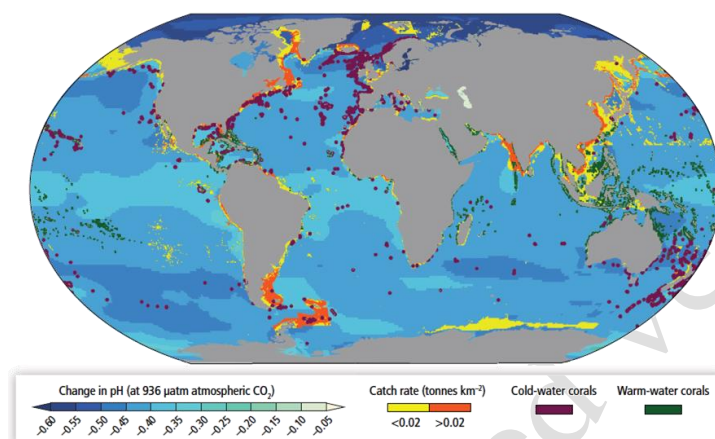 Change in pH (at 936 µatm atmospheric CO2)
-0.60 -0.55 -0.50 -0.45 -0.40 -0.35 -0.30 -0.25 -0.20 -0.15 -0.10 -0.05
Catch rate (tonnes km⁻²)
<0.02 >0.02
Cold-water corals
Warm-water corals